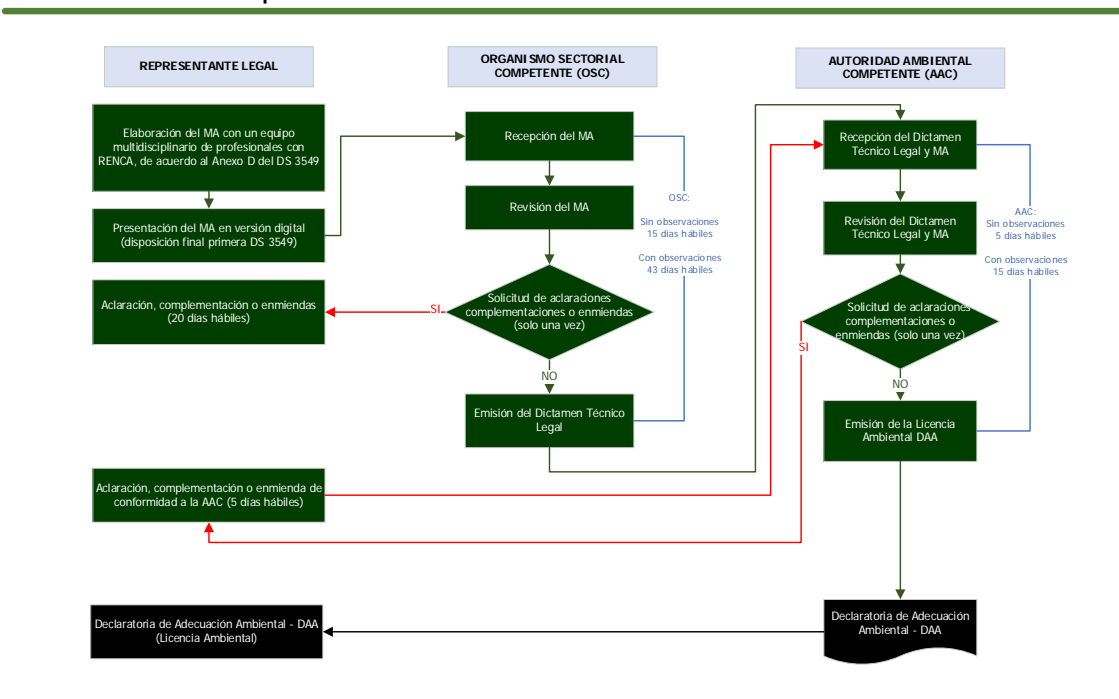 REPRESENTANTE LEGAL
ORGANISMO SECTORIAL
COMPETENTE (OSC)
AUTORIDAD AMBIENTAL
COMPETENTE (AAC)
Elaboración del MA con un equipo
multidisciplinario de profesionales con
RENCA, de acuerdo al Anexo D del DS 3549
Presentación del MA en versión digital
(disposición final primera DS 3549)
Aclaración, complementación o enmiendas
(20 días hábiles)
Aclaración, complementación o enmienda de
conformidad a la AAC (5 días hábiles)
Declaratoria de Adecuación Ambiental - DAA
(Licencia Ambiental)
Recepción del MA
Revisión del MA
Solicitud de aclaraciones
complementaciones o enmiendas
(solo una vez)
SI
NO
Emisión del Dictamen Técnico
Legal
OSC:
Sin observaciones
15 días hábiles
Con observaciones
43 días hábiles
Recepción del Dictamen
Técnico Legal y MA
Revisión del Dictamen
Técnico Legal y MA
Solicitud de aclaraciones
complementaciones o
enmiendas (solo una vez)
SI
NO
Emisión de la Licencia
Ambiental DAA
AAC:
Sin observaciones
5 días hábiles
Con observaciones
15 días hábiles
Declaratoria de Adecuación
Ambiental - DAA